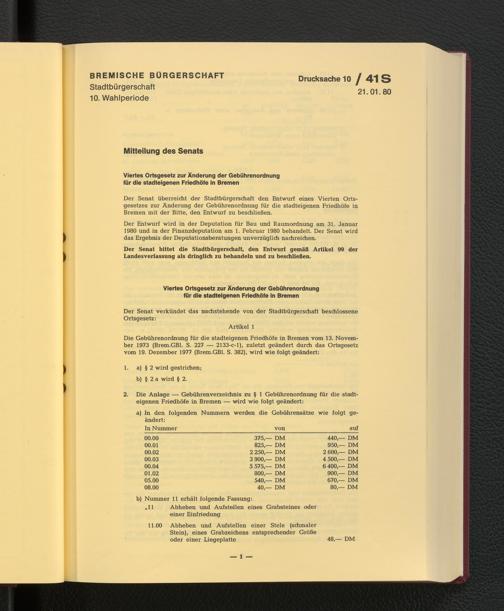 BREMISCHE BÜRGERSCHAFT
Stadtbürgerschaft
10. Wahlperiode
Drucksache 10 / 41 S
21. 01. 80
Mitteilung des Senats
Viertes Ortsgesetz zur Änderung der Gebührenordnung
für die stadteigenen Friedhöfe in Bremen
Der Senat überreicht der Stadtbürgerschaft den Entwurf eines Vierten Orts-
gesetzes zur Änderung der Gebührenordnung für die stadteigenen Friedhöfe in
Bremen mit der Bitte, den Entwurf zu beschließen.
Der Entwurf wird in der Deputation für Bau und Raumordnung am 31. Januar
1980 und in der Finanzdeputation am 1. Februar 1980 behandelt. Der Senat wird
das Ergebnis der Deputationsberatungen unverzüglich nachreichen.
Der Senat bittet die Stadtbürgerschaft, den Entwurf gemäß Artikel 99 der
Landesverfassung als dringlich zu behandeln und zu beschließen.
Viertes Ortsgesetz zur Änderung der Gebührenordnung
für die stadteigenen Friedhöfe in Bremen
Der Senat verkündet das nachstehende von der Stadtbürgerschaft beschlossene
Ortsgesetz:
Artikel 1
Die Gebührenordnung für die stadteigenen Friedhöfe in Bremen vom 13. Novem-
ber 1973 (Brem.GBl. S. 227 — 2133-c-1), zuletzt geändert durch das Ortsgesetz
vom 19. Dezember 1977 (Brem.GBl. S. 382), wird wie folgt geändert:
1. a) § 2 wird gestrichen;
b) § 2 a wird § 2.
2. Die Anlage — Gebührenverzeichnis zu § 1 Gebührenordnung für die stadt-
eigenen Friedhöfe in Bremen — wird wie folgt geändert:
a) In den folgenden Nummern werden die Gebührensätze wie folgt ge-
ändert:
In Nummer von auf
00.00 375,— DM 440,— DM
00.01 825,— DM 950,— DM
00.02 2 250,— DM 2 600,— DM
00.03 3 900,— DM 4 500,— DM
00.04 5 575,— DM 6 400,— DM
01.02 800,— DM 900,— DM
05.00 540,— DM 670,— DM
08.00 40,— DM 80,— DM
b) Nummer 11 erhält folgende Fassung:
„11 Abheben und Aufstellen eines Grabsteines oder
einer Einfriedung
11.00 Abheben und Aufstellen einer Stele (schmaler
Stein), eines Grabzeichens entsprechender Größe
oder einer Liegeplatte 48,— DM
— 1 —